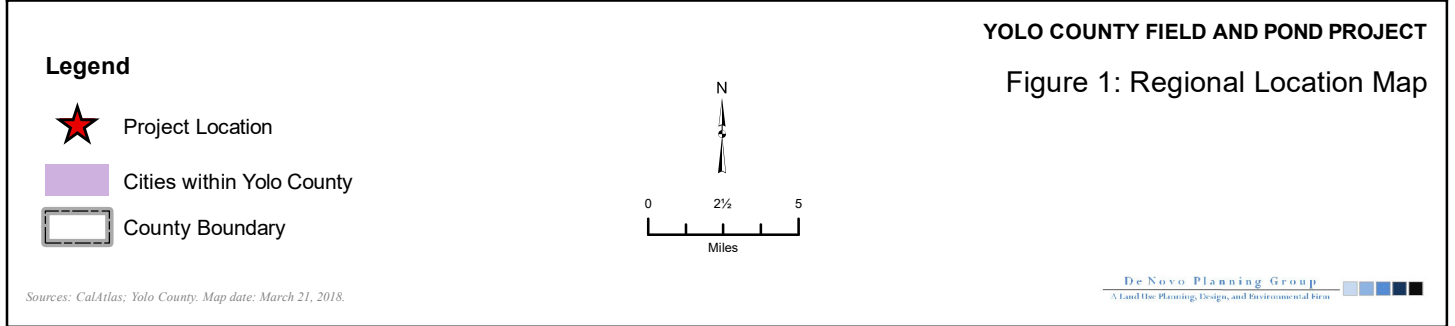 YOLO COUNTY FIELD AND POND PROJECT
Figure 1: Regional Location Map
Legend
Project Location
Cities within Yolo County
County Boundary
N
0 2½ 5
Miles
Sources: CalAtlas; Yolo County. Map date: March 21, 2018.
De Novo Planning Group
A Land Use Planning, Design, and Environmental Firm